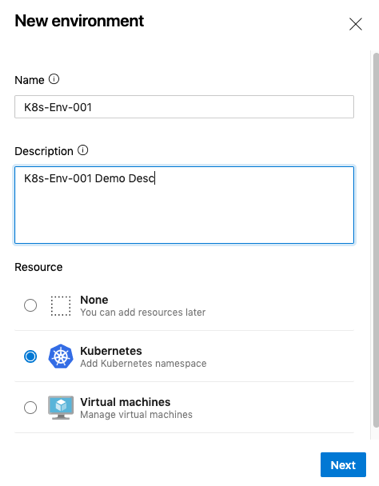 New environment
Name
K8s-Env-001
Description
K8s-Env-001 Demo Desc
Resource
None
You can add resources later
Kubernetes
Add Kubernetes namespace
Virtual machines
Manage virtual machines
Next